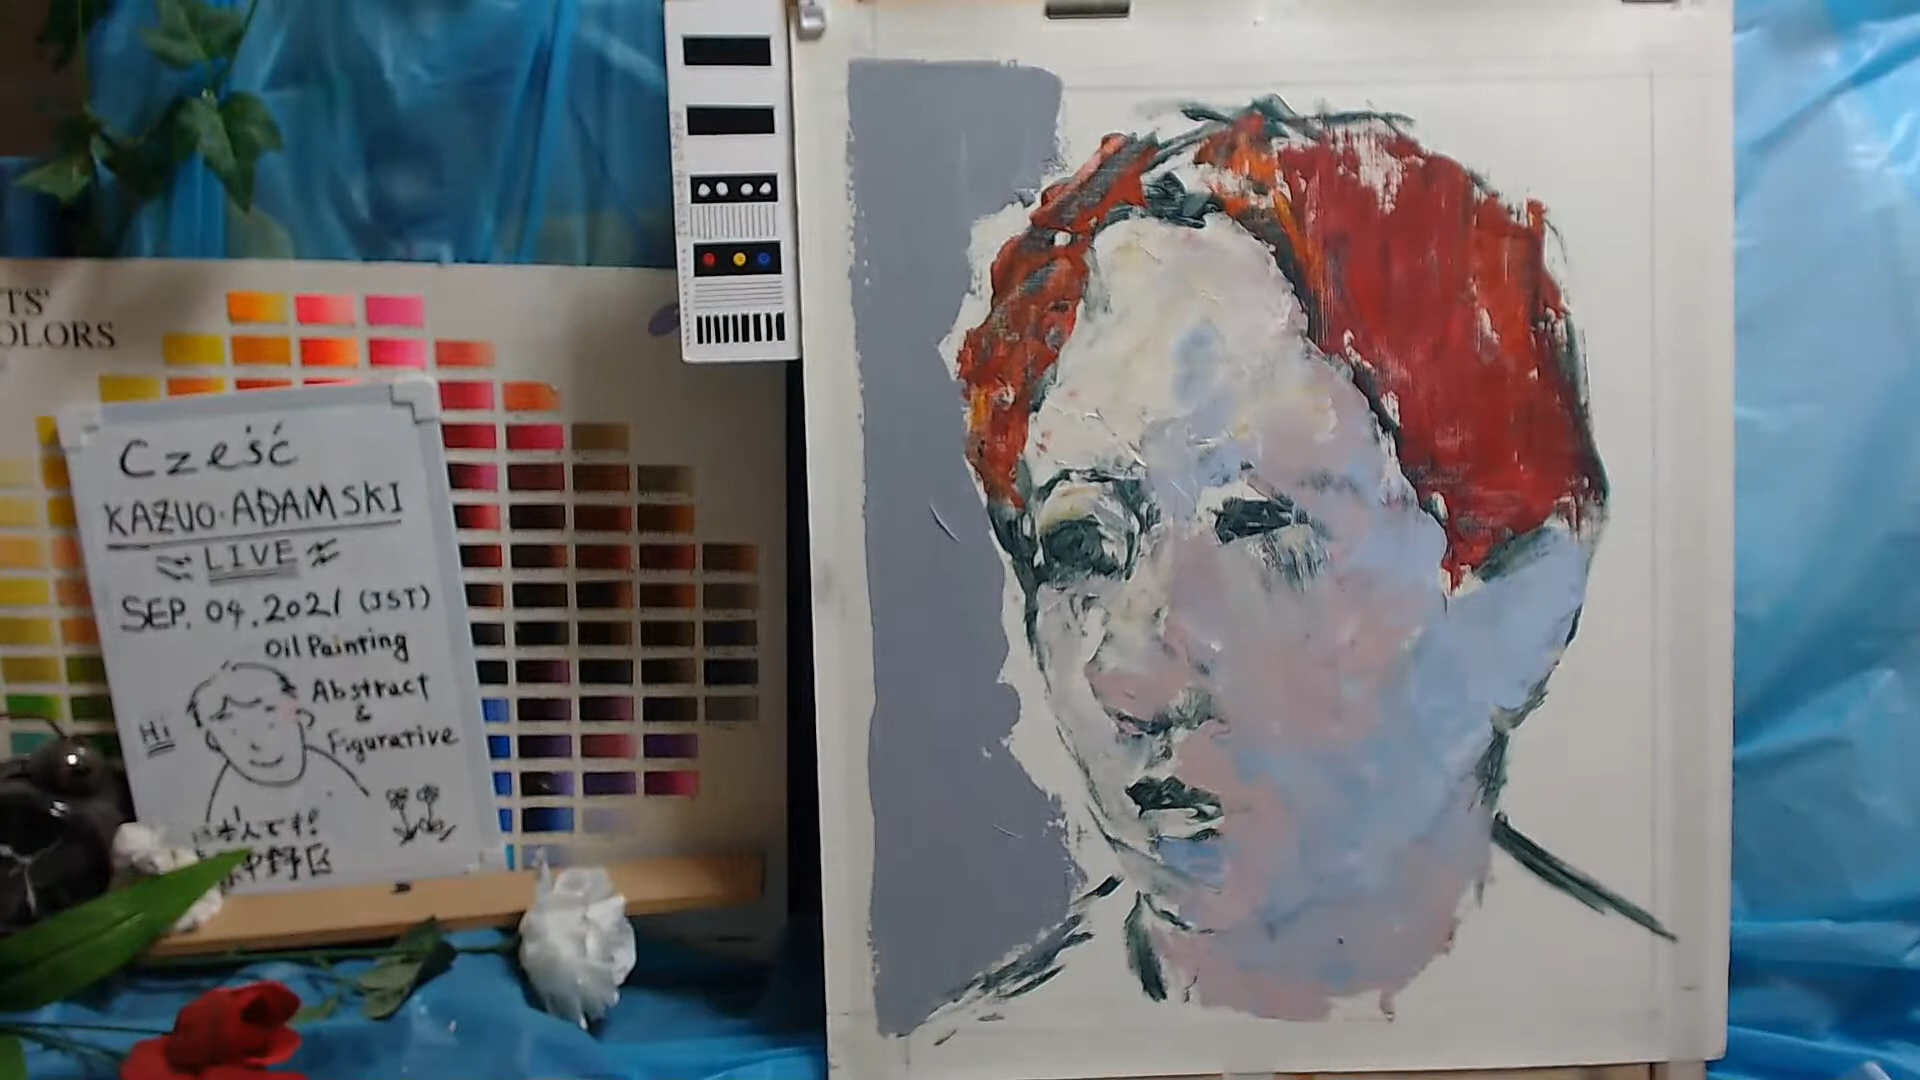 TS'
OLORS
Cześć
KAZUO·ADAMSKI
LIVE
SEP. 04. 2021 (JST)
Oil Painring
Abstract
&
Figurative
Hi
日本人です!
中野区